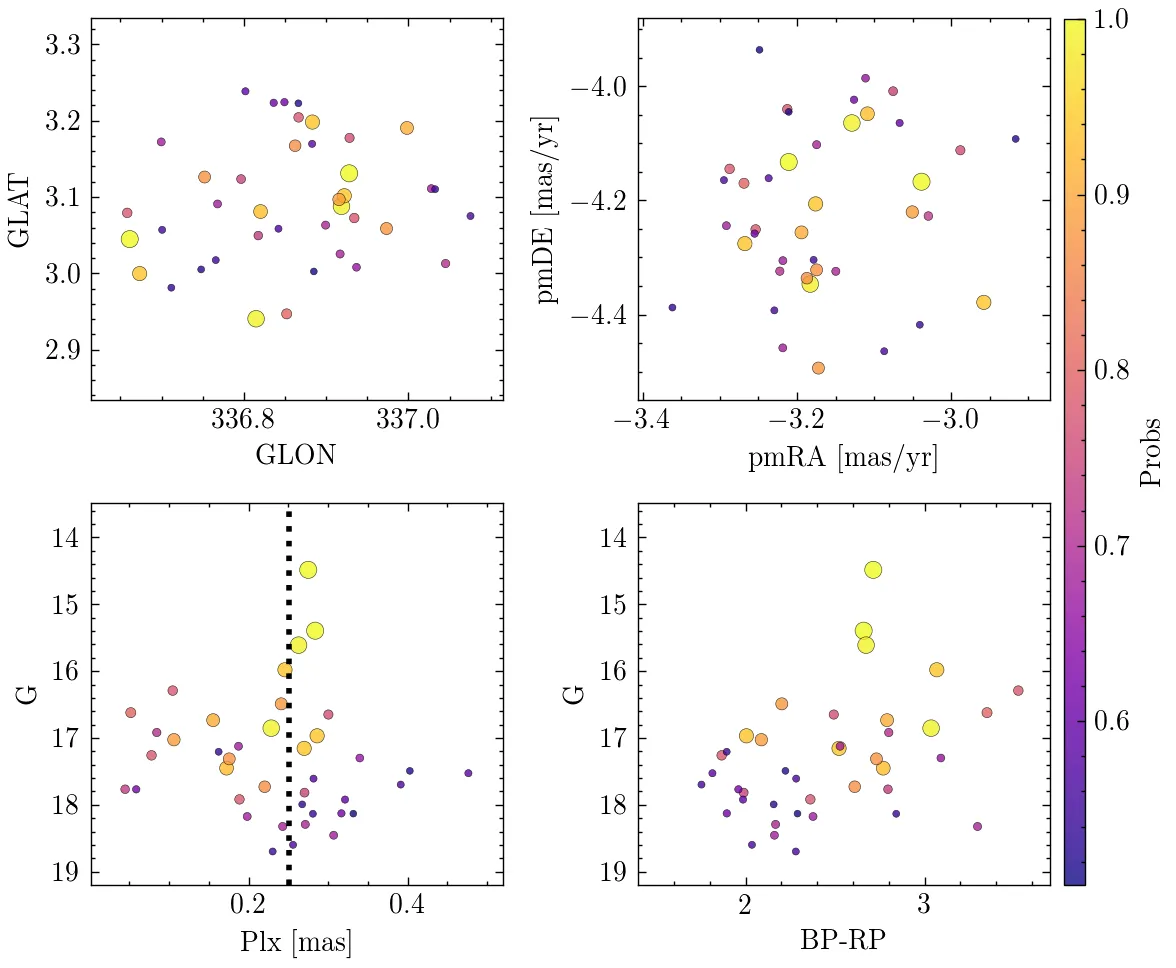 3.3
3.2
3.1
3.0
2.9
GLAT
336.8 337.0
GLON
−4.0
−4.2
−4.4
pmDE [mas/yr]
−3.4 −3.2 −3.0
pmRA [mas/yr]
14
15
16
17
18
19
G
0.2 0.4
Plx [mas]
14
15
16
17
18
19
G
2 3
BP-RP
1.0
0.9
0.8
0.7
0.6
Probs